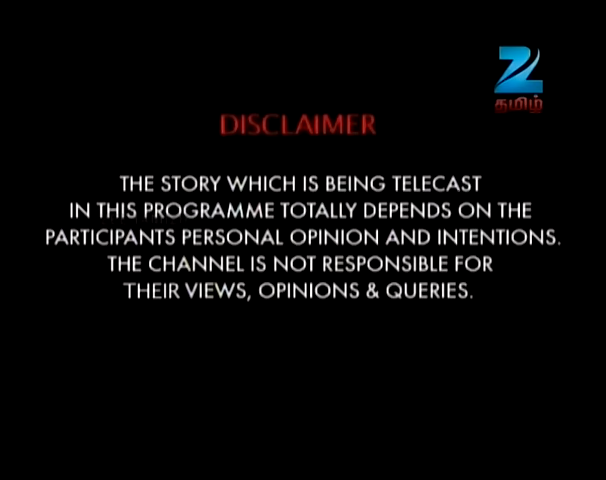 Z
தமிழ்
DISCLAIMER
THE STORY WHICH IS BEING TELECAST
IN THIS PROGRAMME TOTALLY DEPENDS ON THE
PARTICIPANTS PERSONAL OPINION AND INTENTIONS.
THE CHANNEL IS NOT RESPONSIBLE FOR
THEIR VIEWS, OPINIONS & QUERIES.